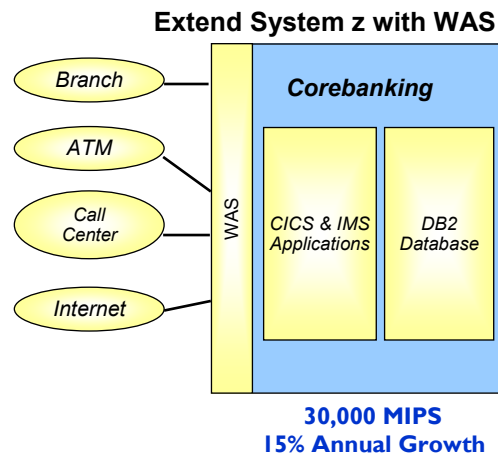 Extend System z with WAS
Branch
ATM
Call
Center
Internet
WAS
Corebanking
CICS & IMS
Applications
DB2
Database
30,000 MIPS
15% Annual Growth